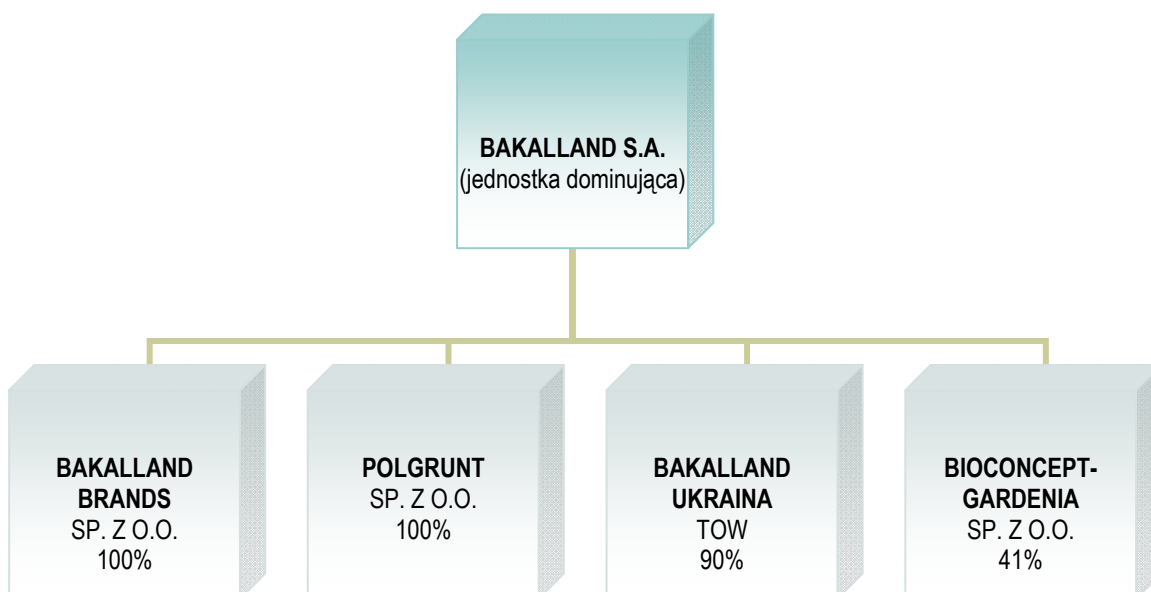 BAKALLAND S.A.
(jednostka dominująca)
BAKALLAND
BRANDS
SP. Z O.O.
100%
POLGRUNT
SP. Z O.O.
100%
BAKALLAND
UKRAINA
TOW
90%
BIOCONCEPT-
GARDENIA
SP. Z O.O.
41%